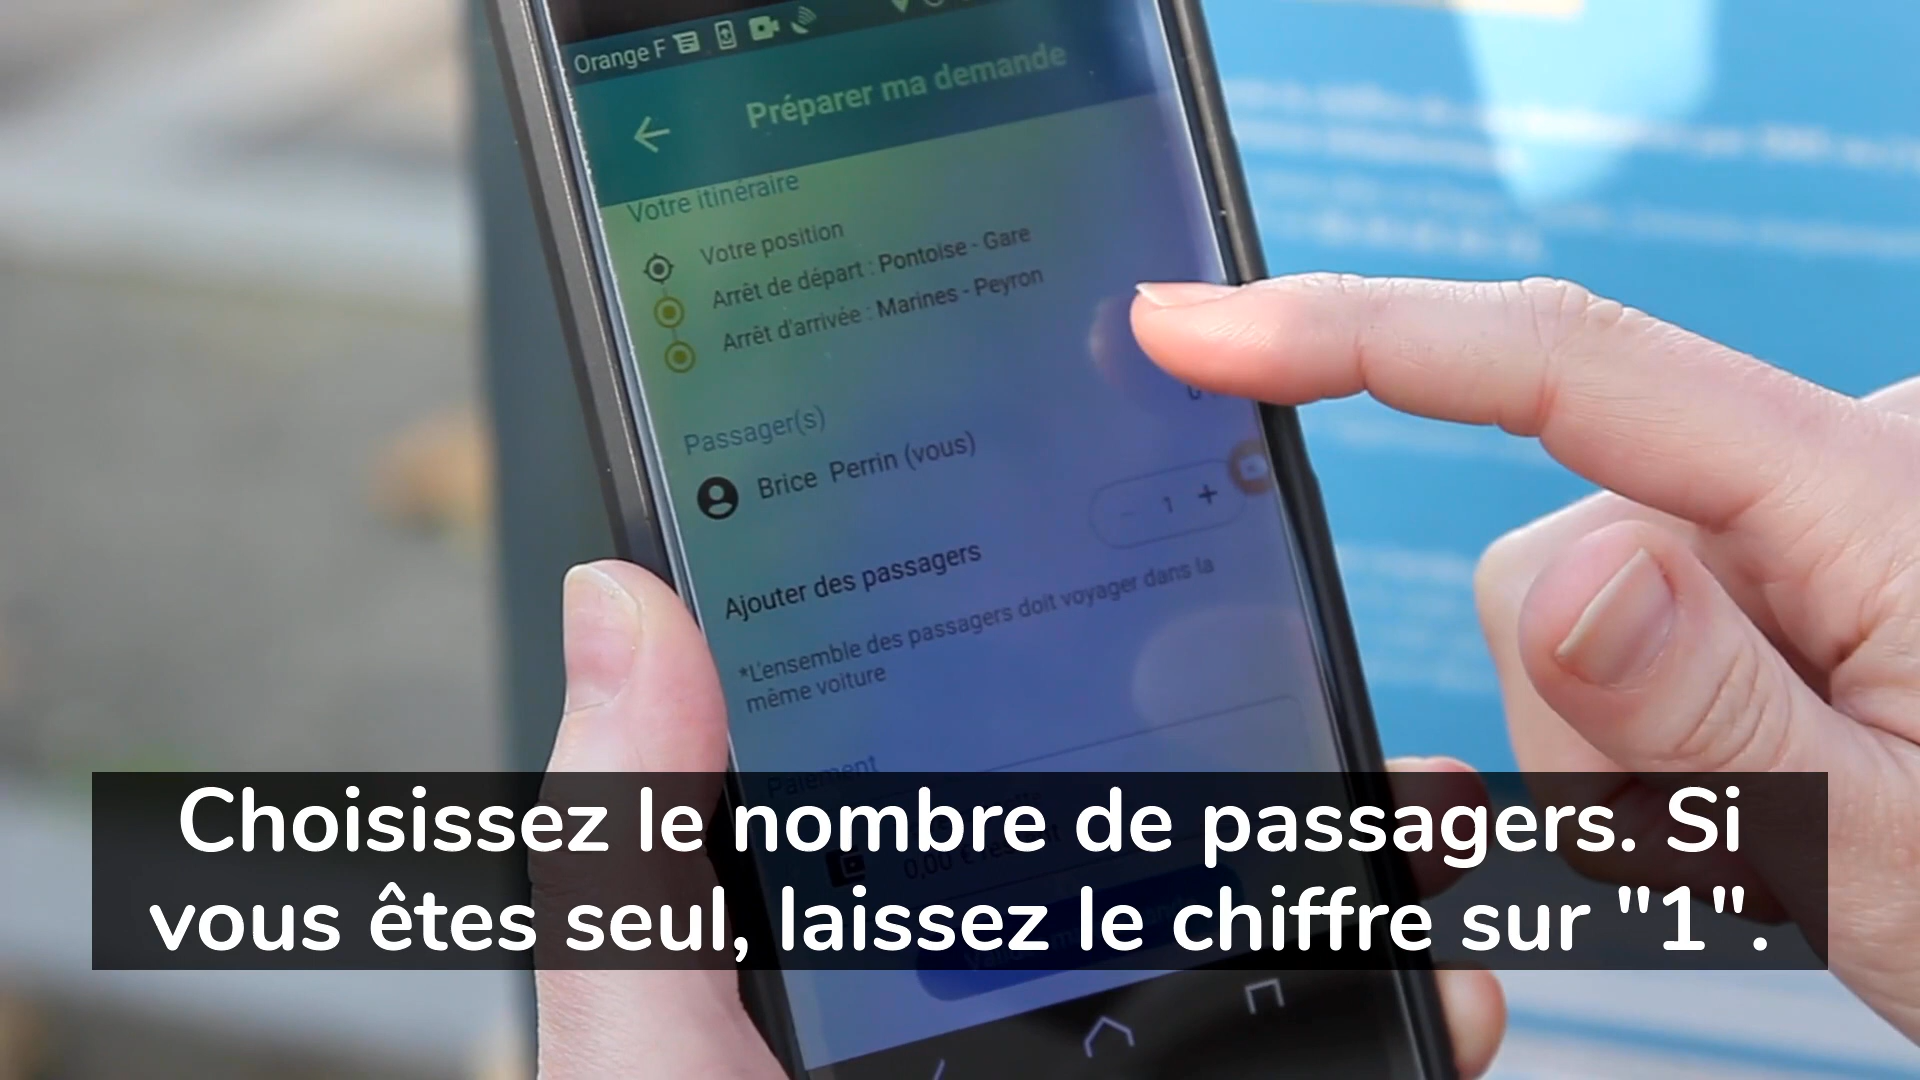 Orange F
Préparer ma demande
Votre itinéraire
Votre position
Arrêt de départ : Pontoise - Gare
Arrêt d'arrivée : Marines - Peyron
Passager(s)
Brice Perrin (vous)
1 +
Ajouter des passagers
*L'ensemble des passagers doit voyager dans la
même voiture
Paiement
0,00 €
Choisissez le nombre de passagers. Si
vous êtes seul, laissez le chiffre sur "1".